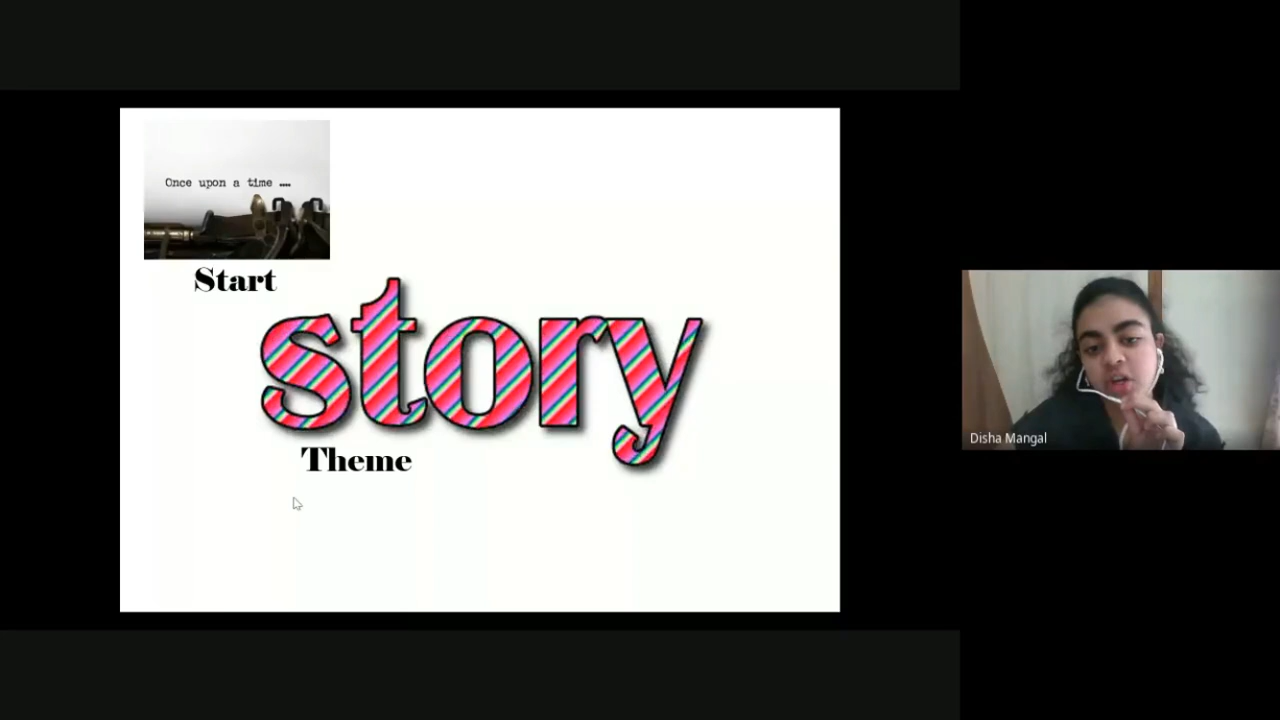 Once upon a time ....
Start
story
Theme
Disha Mangal